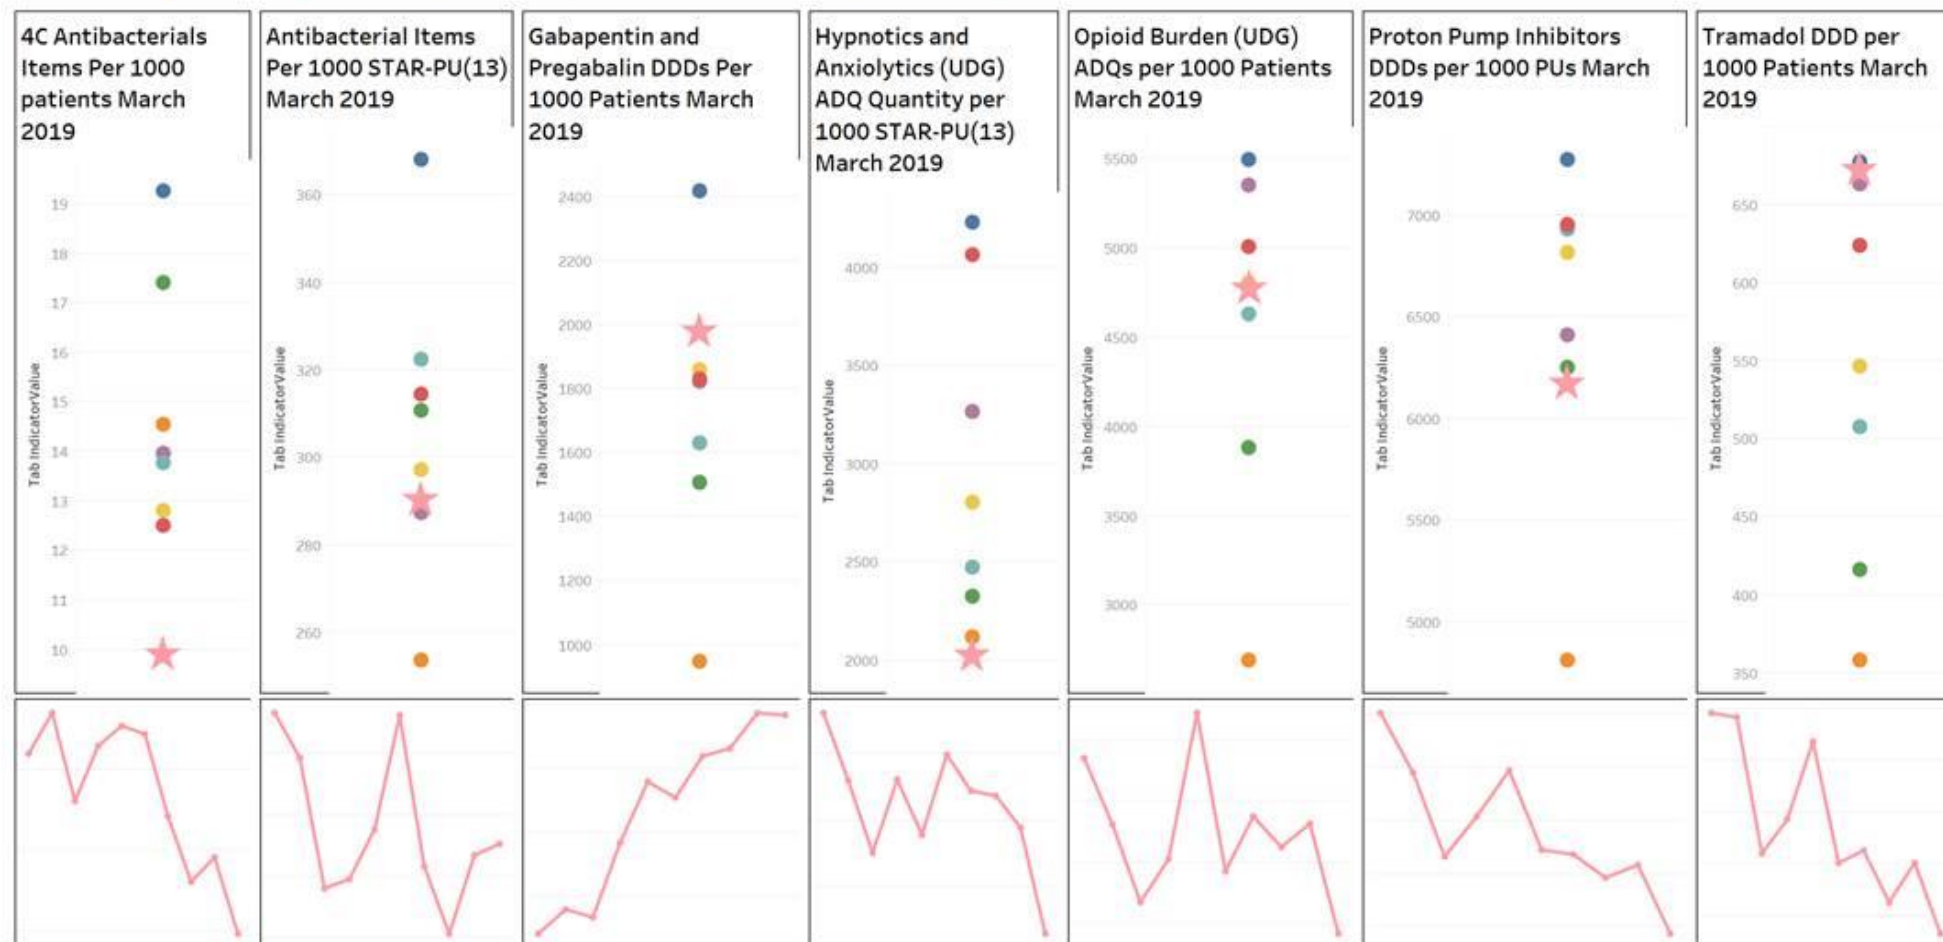 4C Antibacterials
Items Per 1000
patients March
2019
Tab IndicatorValue
19
18
17
16
15
14
13
12
11
10
Antibacterial Items
Per 1000 STAR-PU(13)
March 2019
Tab IndicatorValue
360
340
320
300
280
260
Gabapentin and
Pregabalin DDDs Per
1000 Patients March
2019
Tab IndicatorValue
2400
2200
2000
1800
1600
1400
1200
1000
Hypnotics and
Anxiolytics (UDG)
ADQ Quantity per
1000 STAR-PU(13)
March 2019
Tab IndicatorValue
4000
3500
3000
2500
2000
Opioid Burden (UDG)
ADQs per 1000 Patients
March 2019
Tab IndicatorValue
5500
5000
4500
4000
3500
3000
Proton Pump Inhibitors
DDDs per 1000 PUs March
2019
Tab IndicatorValue
7000
6500
6000
5500
5000
Tramadol DDD per
1000 Patients March
2019
Tab IndicatorValue
650
600
550
500
450
400
350